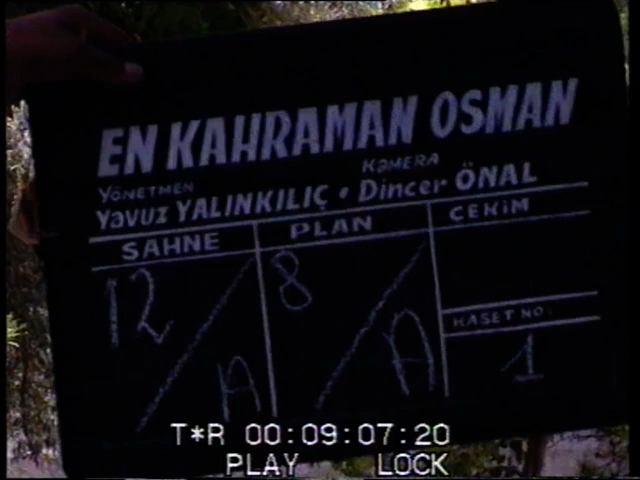 EN KAHRAMAN OSMAN
YÖNETMEN KAMERA
Yavuz YALINKILIÇ • Dincer ÖNAL
SAHNE PLAN ÇEKİM
12/A 8/A
KASET NO:
1
T*R 00:09:07:20
PLAY LOCK